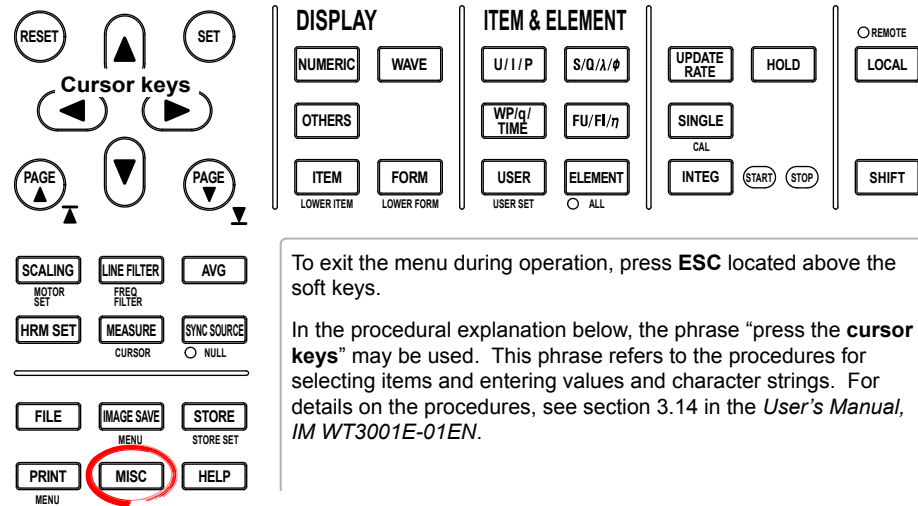 RESET
SET
Cursor keys
PAGE
PAGE
DISPLAY
NUMERIC WAVE
OTHERS
ITEM FORM
LOWER ITEM LOWER FORM
ITEM & ELEMENT
U / I / P S/Q/λ/ϕ
WP/q/
TIME
FU/FI/η
USER ELEMENT
USER SET ALL
UPDATE
RATE
HOLD
SINGLE
CAL
INTEG START STOP
REMOTE
LOCAL
SHIFT
SCALING LINE FILTER AVG
MOTOR
SET
FREQ
FILTER
HRM SET MEASURE SYNC SOURCE
CURSOR NULL
FILE IMAGE SAVE STORE
MENU STORE SET
PRINT MISC HELP
MENU
To exit the menu during operation, press ESC located above the
soft keys.
In the procedural explanation below, the phrase “press the cursor
keys” may be used. This phrase refers to the procedures for
selecting items and entering values and character strings. For
details on the procedures, see section 3.14 in the User’s Manual,
IM WT3001E-01EN.